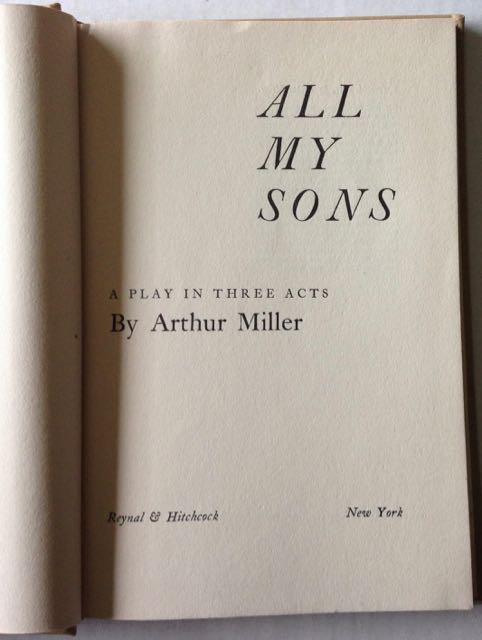 ALL
MY
SONS
A PLAY IN THREE ACTS
By Arthur Miller
Reynal & Hitchcock New York